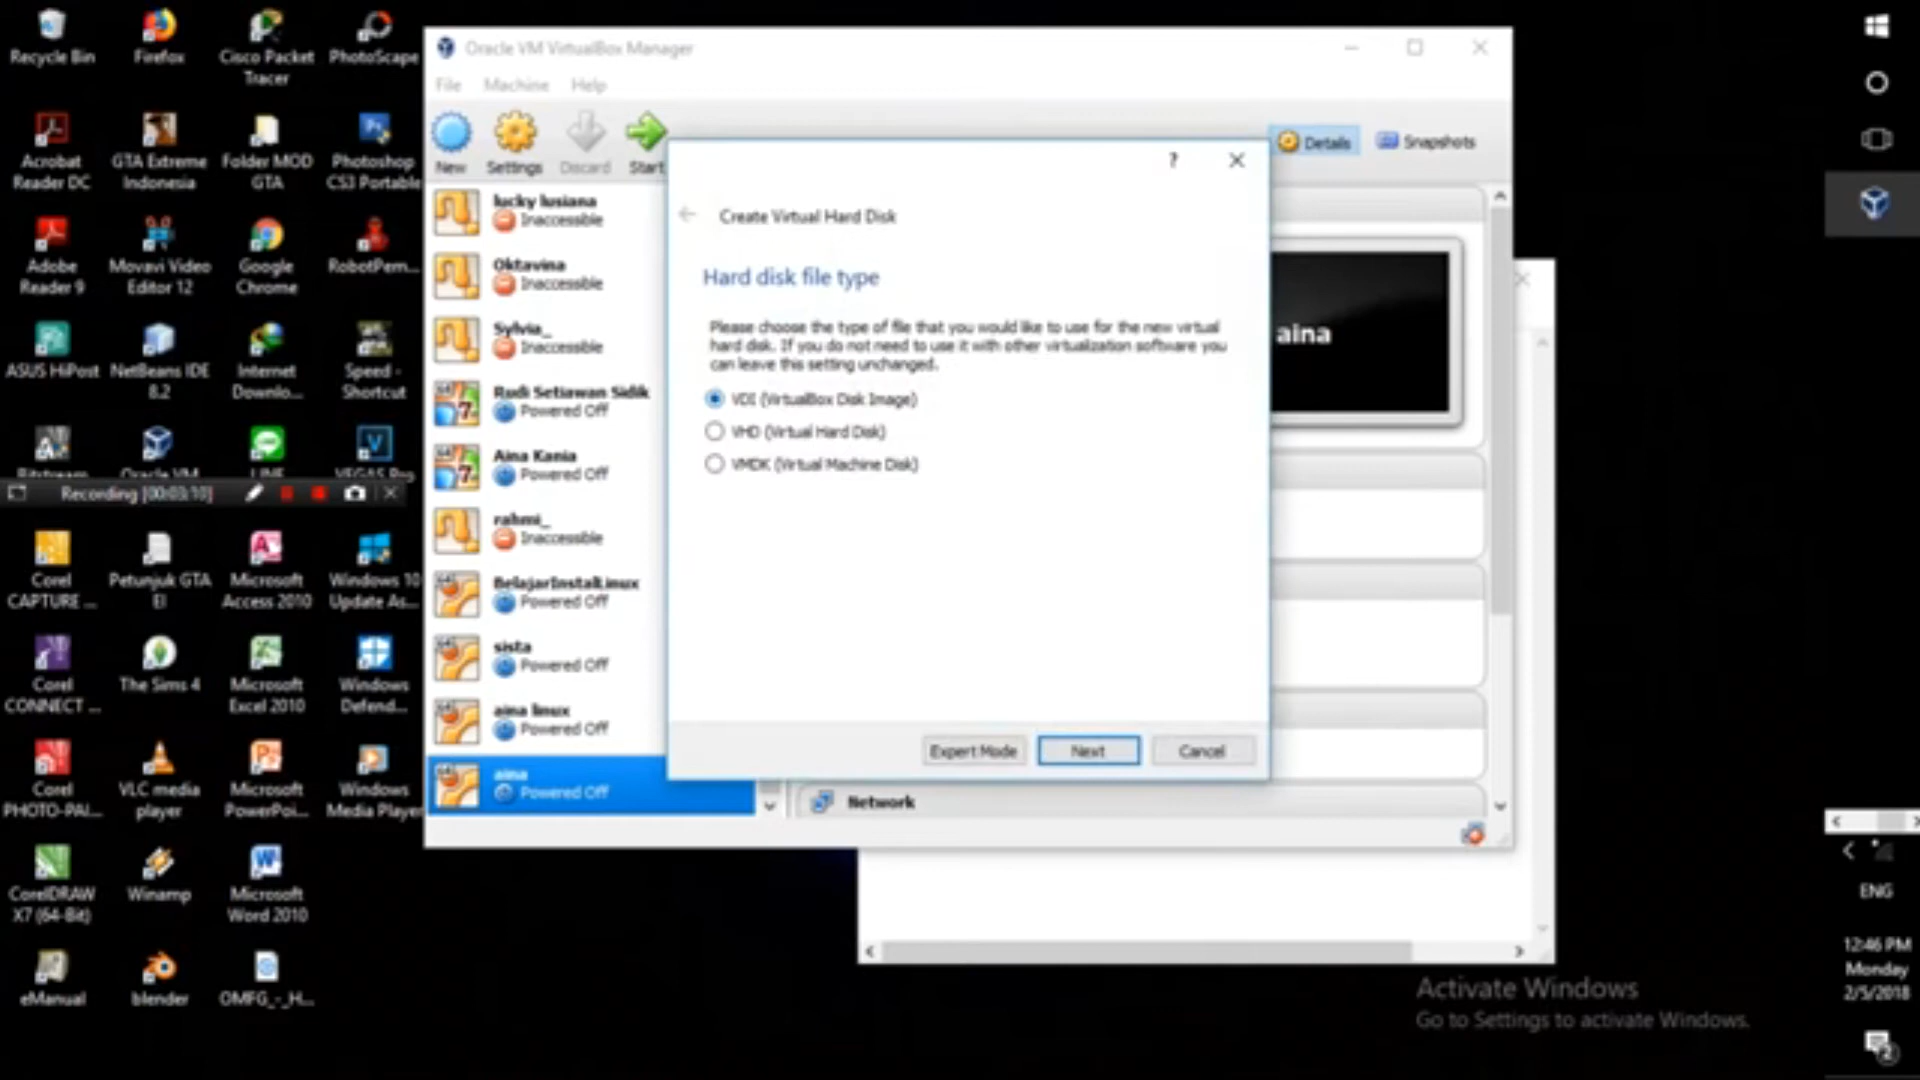 Recycle Bin
Firefox
Cisco Packet
Tracer
PhotoScape
Acrobat
Reader DC
GTA Extreme
Indonesia
Folder MOD
GTA
Photoshop
CS3 Portable
Adobe
Reader 9
Movavi Video
Editor 12
Google
Chrome
RobotPem...
ASUS HiPost
NetBeans IDE
8.2
Internet
Downlo...
Speed -
Shortcut
Bitstream
Oracle VM
LINE
VEGAS Pro
Recording [00:03:10]
Corel
CAPTURE ...
Petunjuk GTA
EI
Microsoft
Access 2010
Windows 10
Update As...
Corel
CONNECT ...
The Sims 4
Microsoft
Excel 2010
Windows
Defend...
Corel
PHOTO-PAI...
VLC media
player
Microsoft
PowerPoi...
Windows
Media Player
CorelDRAW
X7 (64-Bit)
Winamp
Microsoft
Word 2010
eManual
blender
OMFG_-_H...
Oracle VM VirtualBox Manager
File Machine Help
New Settings Discard Start
Details
Snapshots
lucky lusiana
Inaccessible
Oktavina
Inaccessible
Sylvia_
Inaccessible
Rudi Setiawan Sidik
Powered Off
Aina Kania
Powered Off
rahmi_
Inaccessible
BelajarInstalLinux
Powered Off
sista
Powered Off
aina linux
Powered Off
aina
Powered Off
?
Create Virtual Hard Disk
Hard disk file type
Please choose the type of file that you would like to use for the new virtual
hard disk. If you do not need to use it with other virtualization software you
can leave this setting unchanged.
VDI (VirtualBox Disk Image)
VHD (Virtual Hard Disk)
VMDK (Virtual Machine Disk)
Expert Mode
Next
Cancel
aina
Network
Activate Windows
Go to Settings to activate Windows.
ENG
12:46 PM
Monday
2/5/2018
2